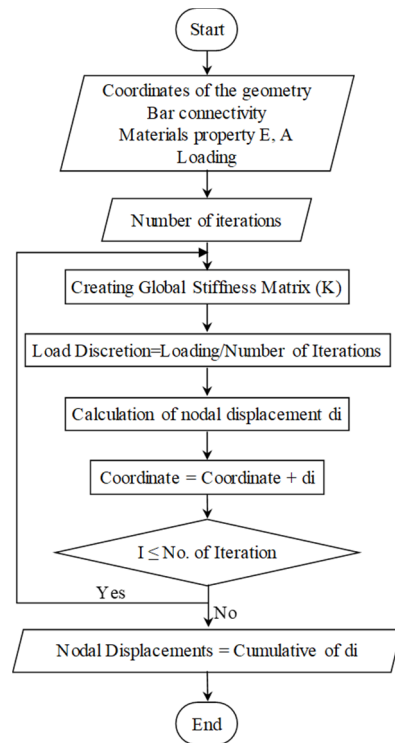 Start
Coordinates of the geometry
Bar connectivity
Materials property E, A
Loading
Number of iterations
Creating Global Stiffness Matrix (K)
Load Discretion=Loading/Number of Iterations
Calculation of nodal displacement di
Coordinate = Coordinate + di
I ≤ No. of Iteration
Yes
No
Nodal Displacements = Cumulative of di
End